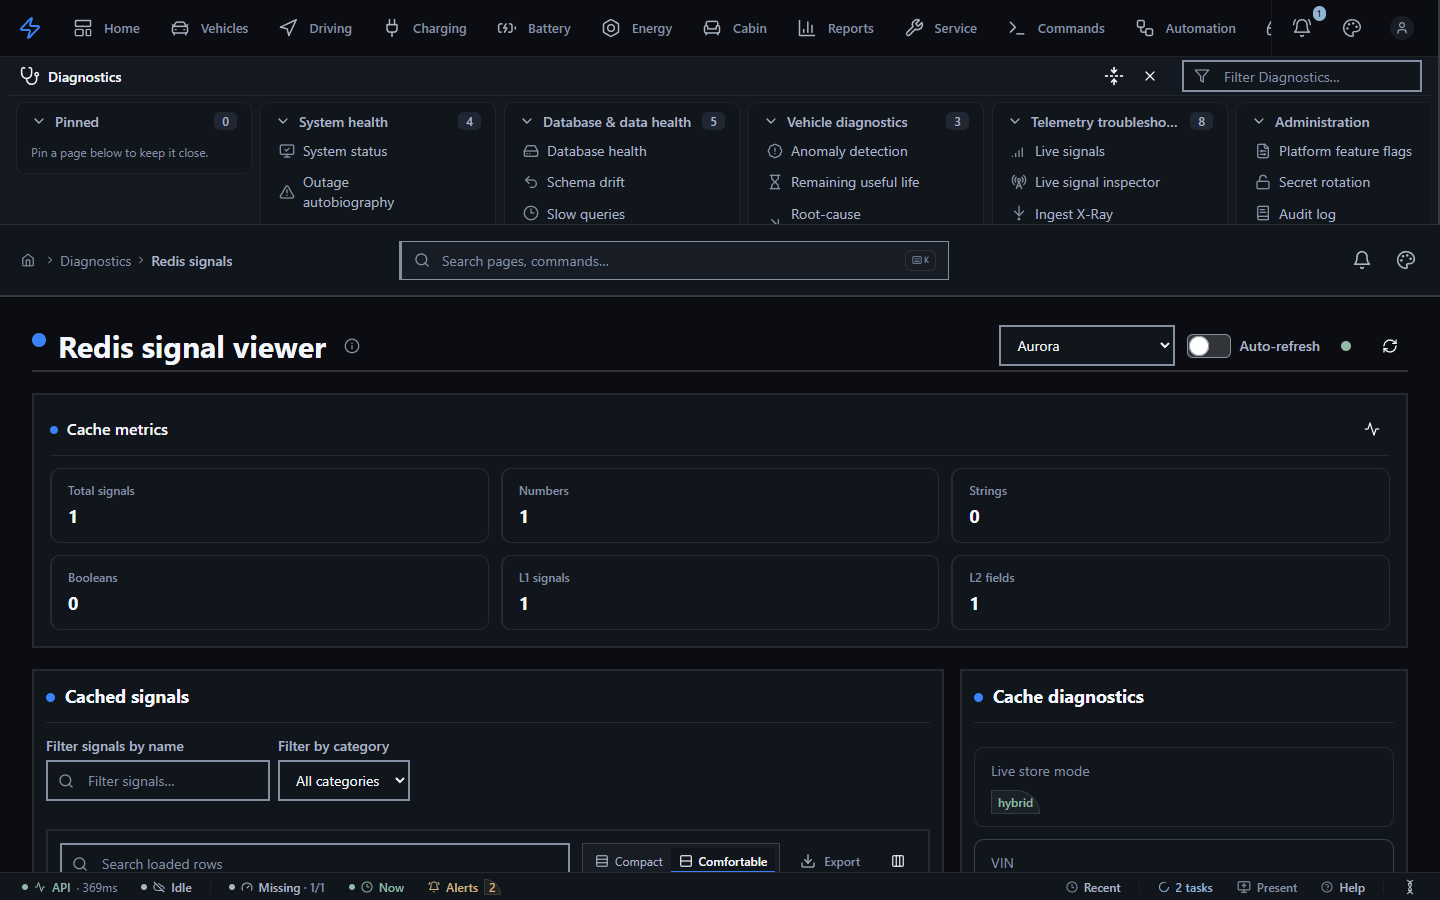 Home Vehicles Driving Charging Battery Energy Cabin Reports Service Commands Automation 1
Diagnostics Filter Diagnostics...
Pinned 0
Pin a page below to keep it close.
System health 4
System status
Outage
autobiography
Database & data health 5
Database health
Schema drift
Slow queries
Vehicle diagnostics 3
Anomaly detection
Remaining useful life
Root-cause
Telemetry troublesho... 8
Live signals
Live signal inspector
Ingest X-Ray
Administration
Platform feature flags
Secret rotation
Audit log
Diagnostics Redis signals Search pages, commands... K
Redis signal viewer Aurora Auto-refresh
Cache metrics
Total signals
1
Numbers
1
Strings
0
Booleans
0
L1 signals
1
L2 fields
1
Cached signals
Filter signals by name Filter by category
Filter signals... All categories
Search loaded rows Compact Comfortable Export
Cache diagnostics
Live store mode
hybrid
VIN
API · 369ms Idle Missing · 1/1 Now Alerts 2 Recent 2 tasks Present Help